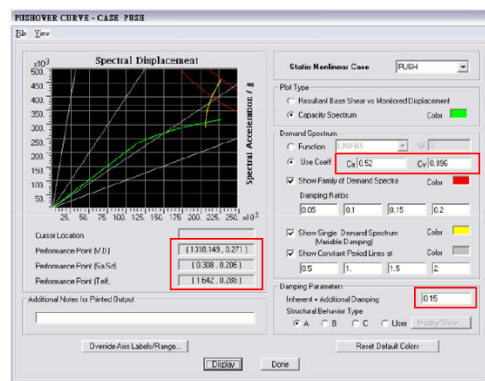 PUSHOVER CURVE - CASE PUSH
File View
Spectral Displacement
x10³
500.
450.
400.
350.
300.
250.
200.
150.
100.
50.
25. 50. 75. 100. 125. 150. 175. 200. 225. 250. x10³
Spectral Acceleration / g
Cursor Location
Performance Point (V,D)
(1318.149 , 0.271 )
Performance Point (Sa,Sd)
( 0.308 , 0.206 )
Performance Point (Teff,
( 1.642 , 0.288 )
Additional Notes for Printed Output
Override Axis Labels/Range...
Display
Done
Static Nonlinear Case
PUSH
Plot Type
Resultant Base Shear vs Monitored Displacement
Capacity Spectrum
Color
Demand Spectrum
Function
SF
Use Coeff
Ca 0.52
Cv 0.896
Show Family of Demand Spectra
Color
Damping Ratios
0.05 0.1 0.15 0.2
Show Single Demand Spectrum
Color
(Variable Damping)
Show Constant Period Lines at
Color
0.5 1. 1.5 2.
Damping Parameters
Inherent + Additional Damping
0.15
Structural Behavior Type
A B C User
Modify/Show...
Reset Default Colors